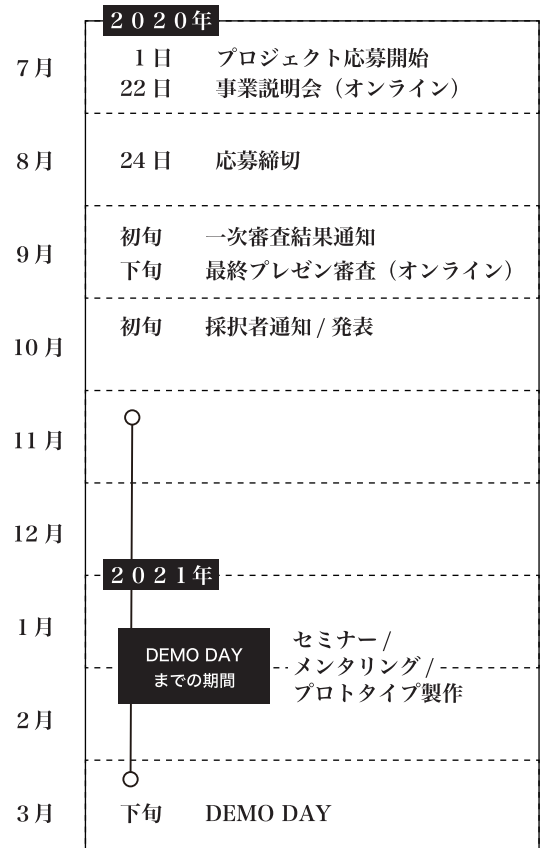 2020年
7月
1日 プロジェクト応募開始
22日 事業説明会（オンライン）
8月
24日 応募締切
9月
初旬 一次審査結果通知
下旬 最終プレゼン審査（オンライン）
10月
初旬 採択者通知 / 発表
11月
12月
2021年
1月
DEMO DAY
までの期間
セミナー /
メンタリング /
プロトタイプ製作
2月
3月
下旬 DEMO DAY